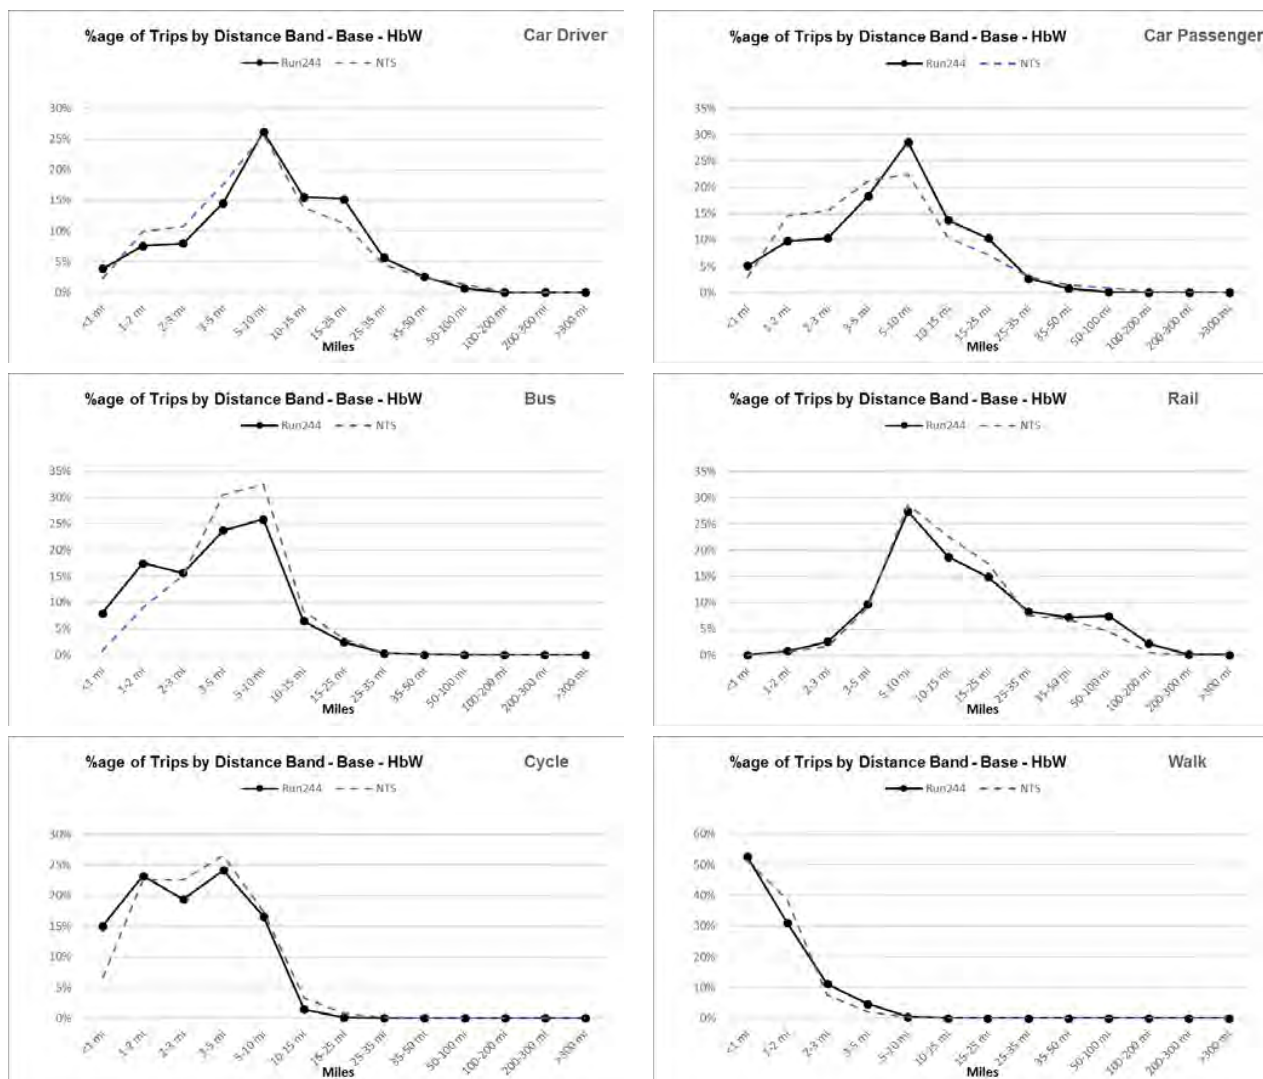 %age of Trips by Distance Band - Base - HbW Car Driver
Run244 NTS
30%
25%
20%
15%
10%
5%
0%
<1 mi 1-2 mi 2-3 mi 3-5 mi 5-10 mi 10-15 mi 15-25 mi 25-35 mi 35-50 mi 50-100 mi 100-200 mi 200-300 mi >300 mi
Miles
%age of Trips by Distance Band - Base - HbW Car Passenger
Run244 NTS
35%
30%
25%
20%
15%
10%
5%
0%
<1 mi 1-2 mi 2-3 mi 3-5 mi 5-10 mi 10-15 mi 15-25 mi 25-35 mi 35-50 mi 50-100 mi 100-200 mi 200-300 mi >300 mi
Miles
%age of Trips by Distance Band - Base - HbW Bus
Run244 NTS
35%
30%
25%
20%
15%
10%
5%
0%
<1 mi 1-2 mi 2-3 mi 3-5 mi 5-10 mi 10-15 mi 15-25 mi 25-35 mi 35-50 mi 50-100 mi 100-200 mi 200-300 mi >300 mi
Miles
%age of Trips by Distance Band - Base - HbW Rail
Run244 NTS
35%
30%
25%
20%
15%
10%
5%
0%
<1 mi 1-2 mi 2-3 mi 3-5 mi 5-10 mi 10-15 mi 15-25 mi 25-35 mi 35-50 mi 50-100 mi 100-200 mi 200-300 mi >300 mi
Miles
%age of Trips by Distance Band - Base - HbW Cycle
Run244 NTS
30%
25%
20%
15%
10%
5%
0%
<1 mi 1-2 mi 2-3 mi 3-5 mi 5-10 mi 10-15 mi 15-25 mi 25-35 mi 35-50 mi 50-100 mi 100-200 mi 200-300 mi >300 mi
Miles
%age of Trips by Distance Band - Base - HbW Walk
Run244 NTS
60%
50%
40%
30%
20%
10%
0%
<1 mi 1-2 mi 2-3 mi 3-5 mi 5-10 mi 10-15 mi 15-25 mi 25-35 mi 35-50 mi 50-100 mi 100-200 mi 200-300 mi >300 mi
Miles